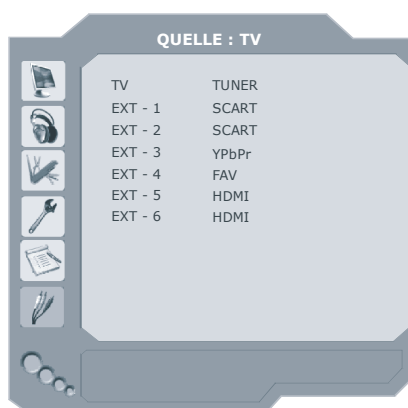 QUELLE : TV
TV TUNER
EXT - 1 SCART
EXT - 2 SCART
EXT - 3 YPbPr
EXT - 4 FAV
EXT - 5 HDMI
EXT - 6 HDMI